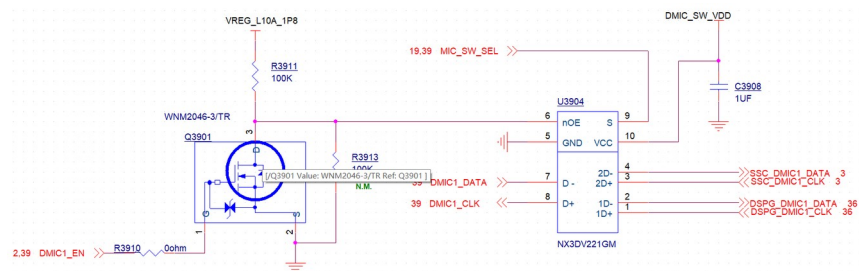 VREG_L10A_1P8
DMIC_SW_VDD
19,39 MIC_SW_SEL
R3911
100K
C3908
1UF
WNM2046-3/TR
U3904
3
6 nOE S 9
Q3901
D
5 GND VCC 10
R3913
100K
[/Q3901 Value: WNM2046-3/TR Ref: Q3901 ]
N.M.
2D- 4 SSC_DMIC1_DATA 3
2D+ 3 SSC_DMIC1_CLK 3
39 DMIC1_DATA 7 D -
39 DMIC1_CLK 8 D+
1D- 2 DSPG_DMIC1_DATA 36
1D+ 1 DSPG_DMIC1_CLK 36
G
S
1
2
NX3DV221GM
2,39 DMIC1_EN R3910 0ohm